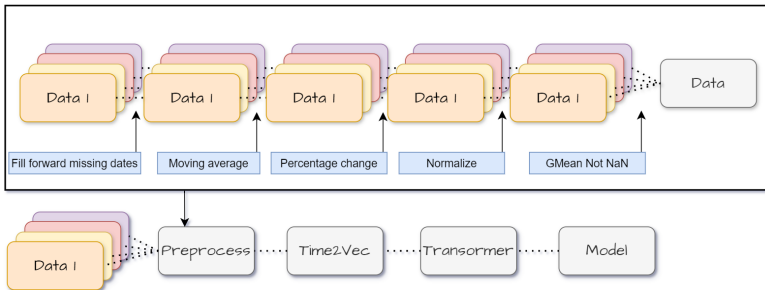 Data 1
Data 1
Data 1
Data 1
Data 1
Data
Fill forward missing dates
Moving average
Percentage change
Normalize
GMean Not NaN
Data 1
Preprocess
Time2Vec
Transormer
Model